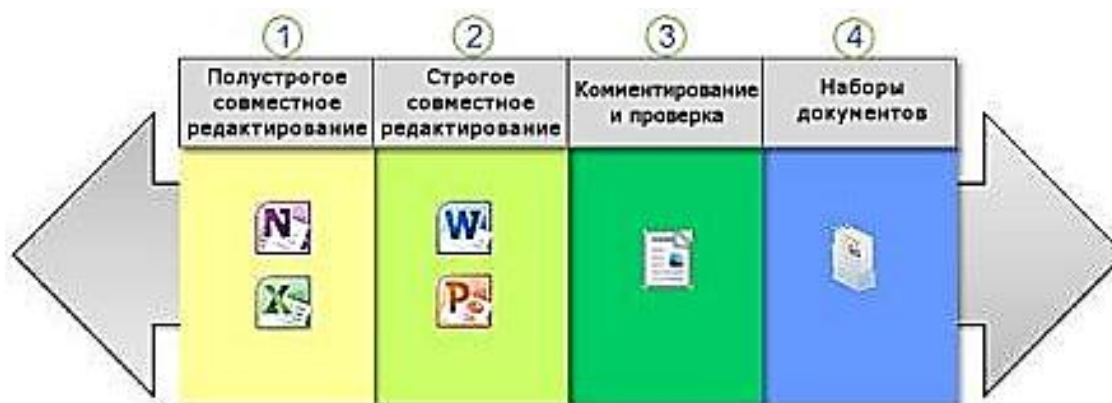 1
Полустрогое
совместное
редактирование
2
Строгое
совместное
редактирование
3
Комментирование
и проверка
4
Наборы
документов
N
X
W
P